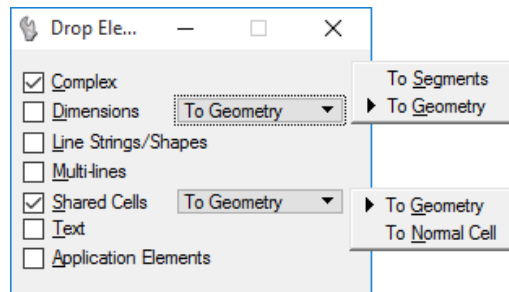 Drop Ele...
Complex
Dimensions To Geometry
Line Strings/Shapes
Multi-lines
Shared Cells To Geometry
Text
Application Elements
To Segments
To Geometry
To Geometry
To Normal Cell